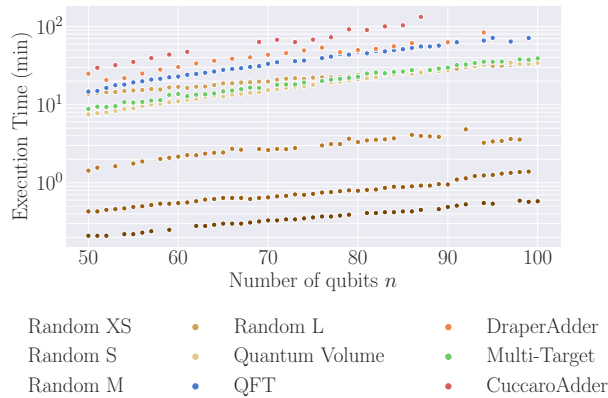 10²
10¹
10⁰
Execution Time (min)
50 60 70 80 90 100
Number of qubits n
Random XS Random L DraperAdder
Random S Quantum Volume Multi-Target
Random M QFT CuccaroAdder